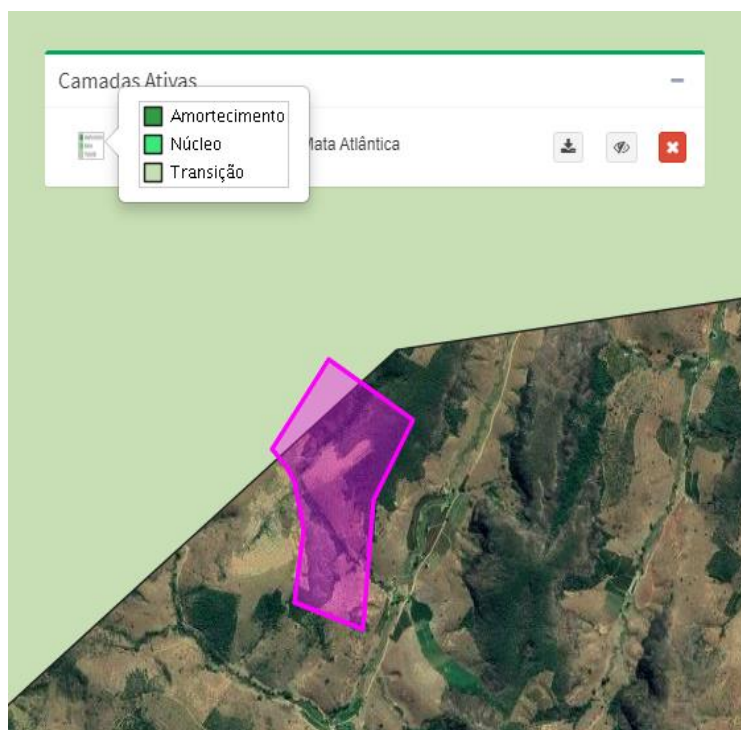 Camadas Ativas
Amortecimento
Núcleo
Mata Atlântica
Transição